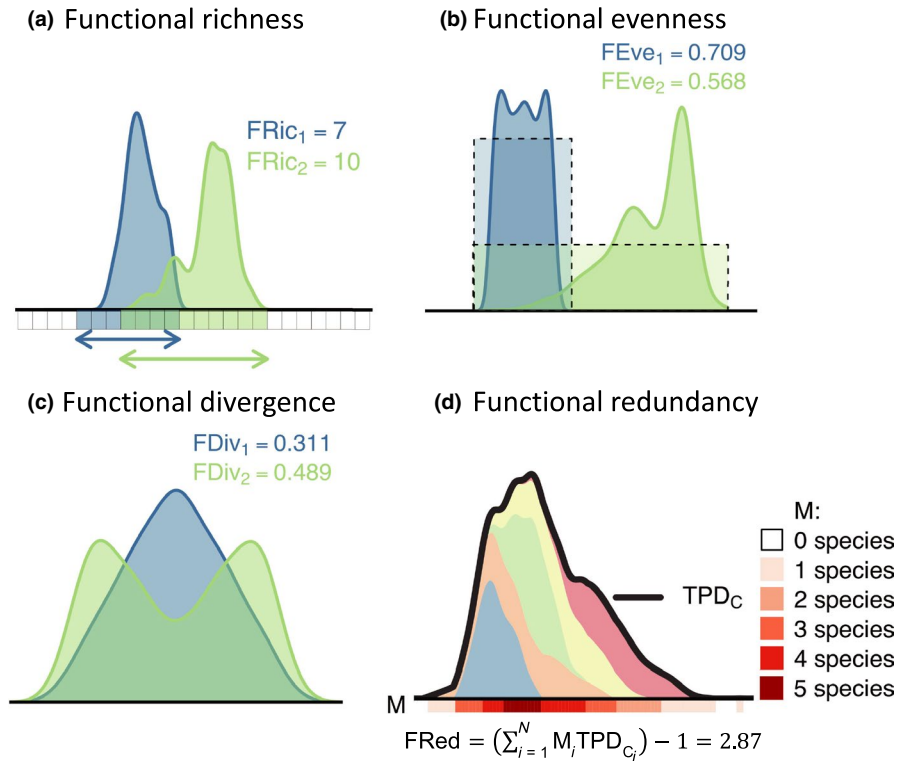 (a) Functional richness
FRic₁ = 7
FRic₂ = 10
(b) Functional evenness
FEve₁ = 0.709
FEve₂ = 0.568
(c) Functional divergence
FDiv₁ = 0.311
FDiv₂ = 0.489
(d) Functional redundancy
TPD_C
M:
0 species
1 species
2 species
3 species
4 species
5 species
M
FRed = (∑_{i = 1}^{N} M_i TPD_{C_i}) − 1 = 2.87